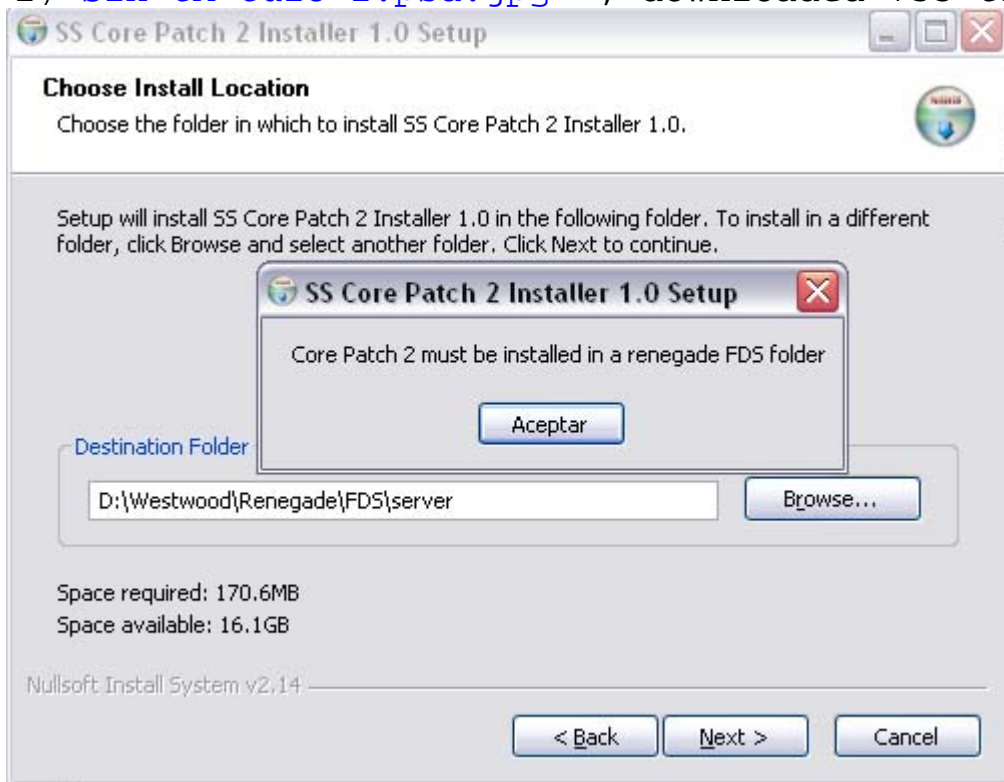 SS Core Patch 2 Installer 1.0 Setup
Choose Install Location
Choose the folder in which to install SS Core Patch 2 Installer 1.0.
Setup will install SS Core Patch 2 Installer 1.0 in the following folder. To install in a different
folder, click Browse and select another folder. Click Next to continue.
SS Core Patch 2 Installer 1.0 Setup
Core Patch 2 must be installed in a renegade FDS folder
Aceptar
Destination Folder
D:\Westwood\Renegade\FDS\server
Browse...
Space required: 170.6MB
Space available: 16.1GB
Nullsoft Install System v2.14
< Back
Next >
Cancel